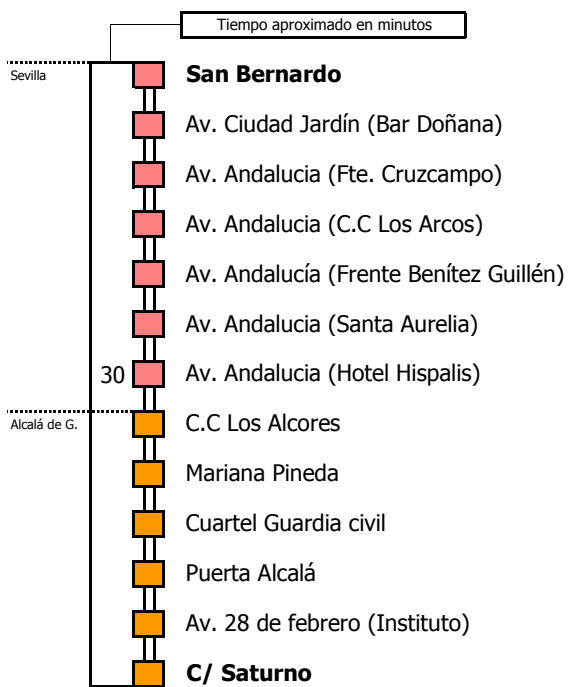 Tiempo aproximado en minutos
Sevilla
San Bernardo
Av. Ciudad Jardín (Bar Doñana)
Av. Andalucia (Fte. Cruzcampo)
Av. Andalucia (C.C Los Arcos)
Av. Andalucía (Frente Benítez Guillén)
Av. Andalucia (Santa Aurelia)
30 Av. Andalucia (Hotel Hispalis)
Alcalá de G.
C.C Los Alcores
Mariana Pineda
Cuartel Guardia civil
Puerta Alcalá
Av. 28 de febrero (Instituto)
C/ Saturno